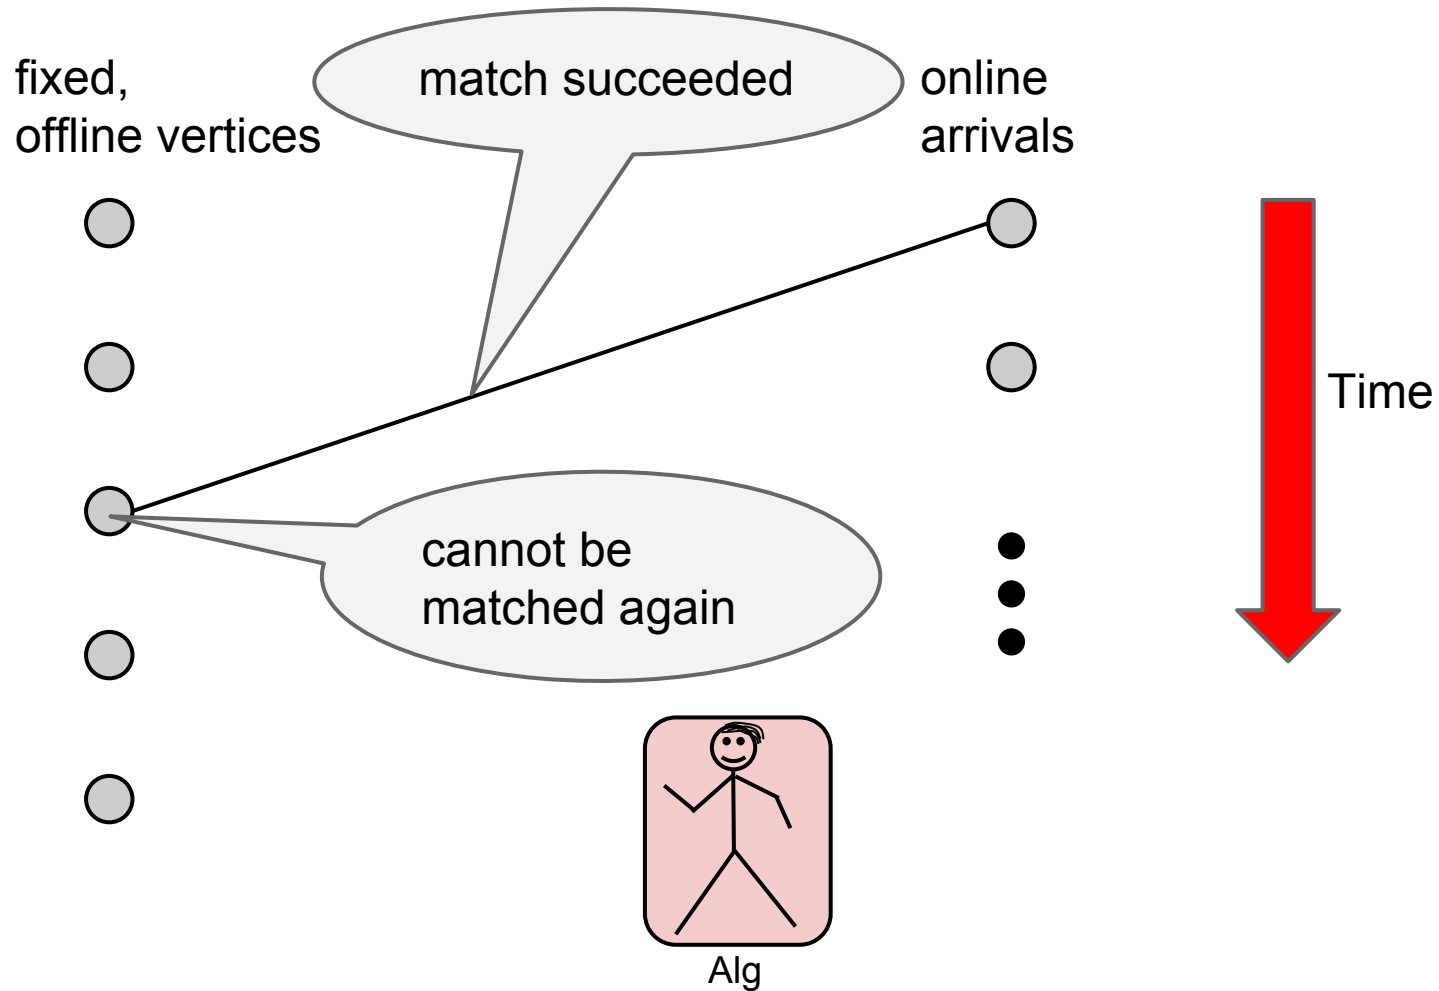 fixed,
offline vertices
match succeeded
online
arrivals
Time
cannot be
matched again
Alg